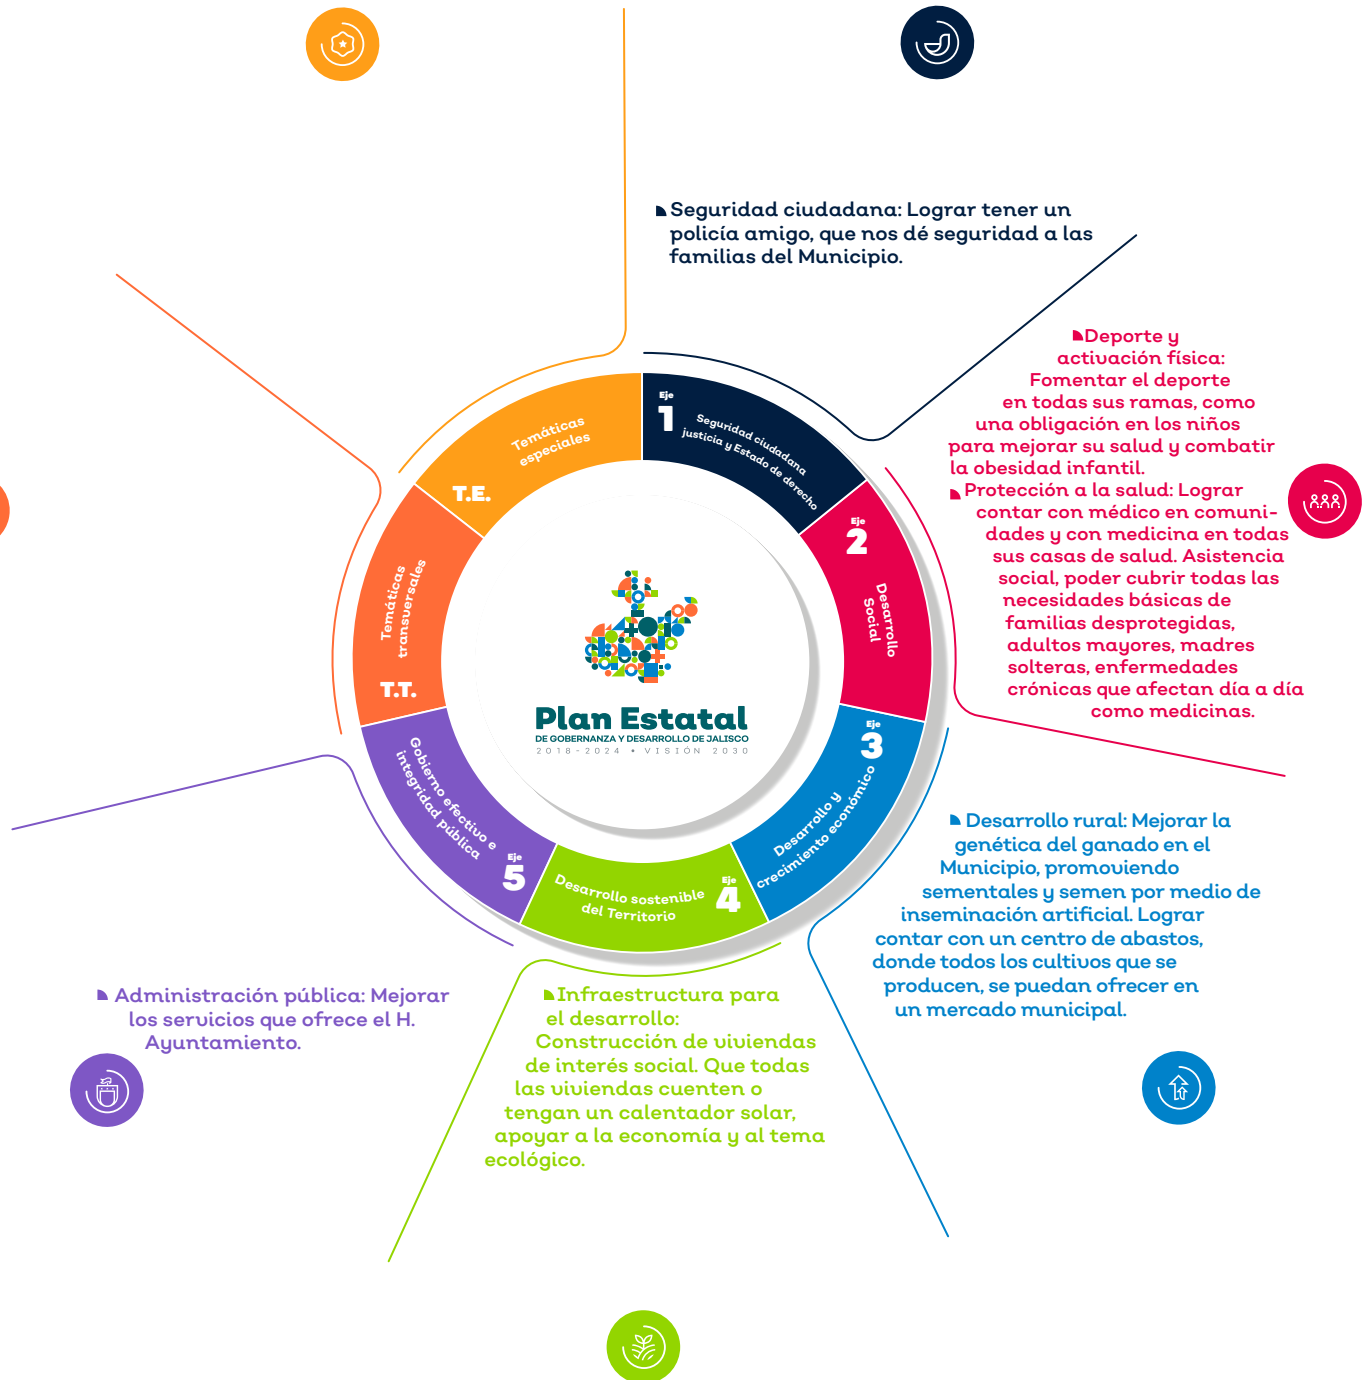 Seguridad ciudadana: Lograr tener un
policía amigo, que nos dé seguridad a las
familias del Municipio.
Deporte y
activación física:
Fomentar el deporte
en todas sus ramas, como
una obligación en los niños
para mejorar su salud y combatir
la obesidad infantil.
Protección a la salud: Lograr
contar con médico en comuni-
dades y con medicina en todas
sus casas de salud. Asistencia
social, poder cubrir todas las
necesidades básicas de
familias desprotegidas,
adultos mayores, madres
solteras, enfermedades
crónicas que afectan día a día
como medicinas.
Eje
1
Seguridad ciudadana
justicia y Estado de derecho
Eje
2
Desarrollo
Social
Eje
3
Desarrollo y
crecimiento económico
Eje
4
Desarrollo sostenible
del Territorio
Eje
5
Gobierno efectivo e
integridad pública
T.T.
Temáticas
transversales
T.E.
Temáticas
especiales
Plan Estatal
DE GOBERNANZA Y DESARROLLO DE JALISCO
2018-2024 • VISIÓN 2030
Desarrollo rural: Mejorar la
genética del ganado en el
Municipio, promoviendo
sementales y semen por medio de
inseminación artificial. Lograr
contar con un centro de abastos,
donde todos los cultivos que se
producen, se puedan ofrecer en
un mercado municipal.
Infraestructura para
el desarrollo:
Construcción de viviendas
de interés social. Que todas
las viviendas cuenten o
tengan un calentador solar,
apoyar a la economía y al tema
ecológico.
Administración pública: Mejorar
los servicios que ofrece el H.
Ayuntamiento.